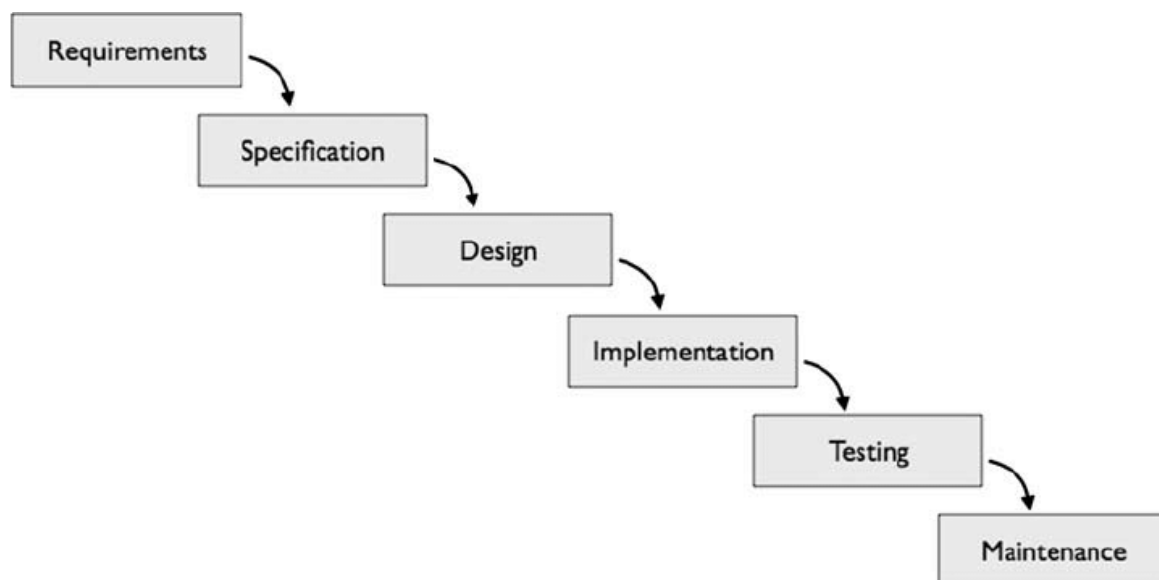 Requirements
Specification
Design
Implementation
Testing
Maintenance